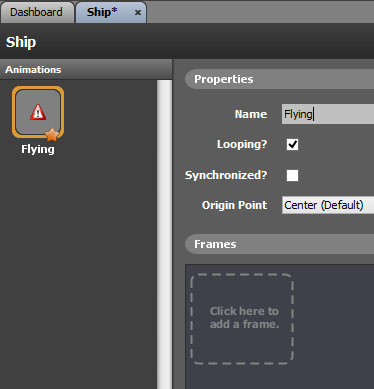 Dashboard
Ship*
Ship
Animations
Flying
Properties
Name
Flying
Looping?
Synchronized?
Origin Point
Center (Default)
Frames
Click here to
add a frame.